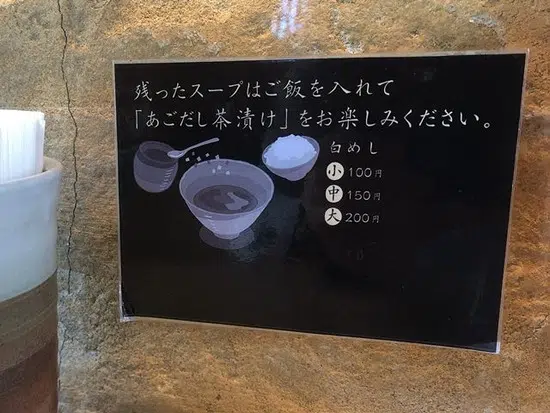 残ったスープはご飯を入れて
「あごだし茶漬け」をお楽しみください。
白めし
小 100円
中 150円
大 200円